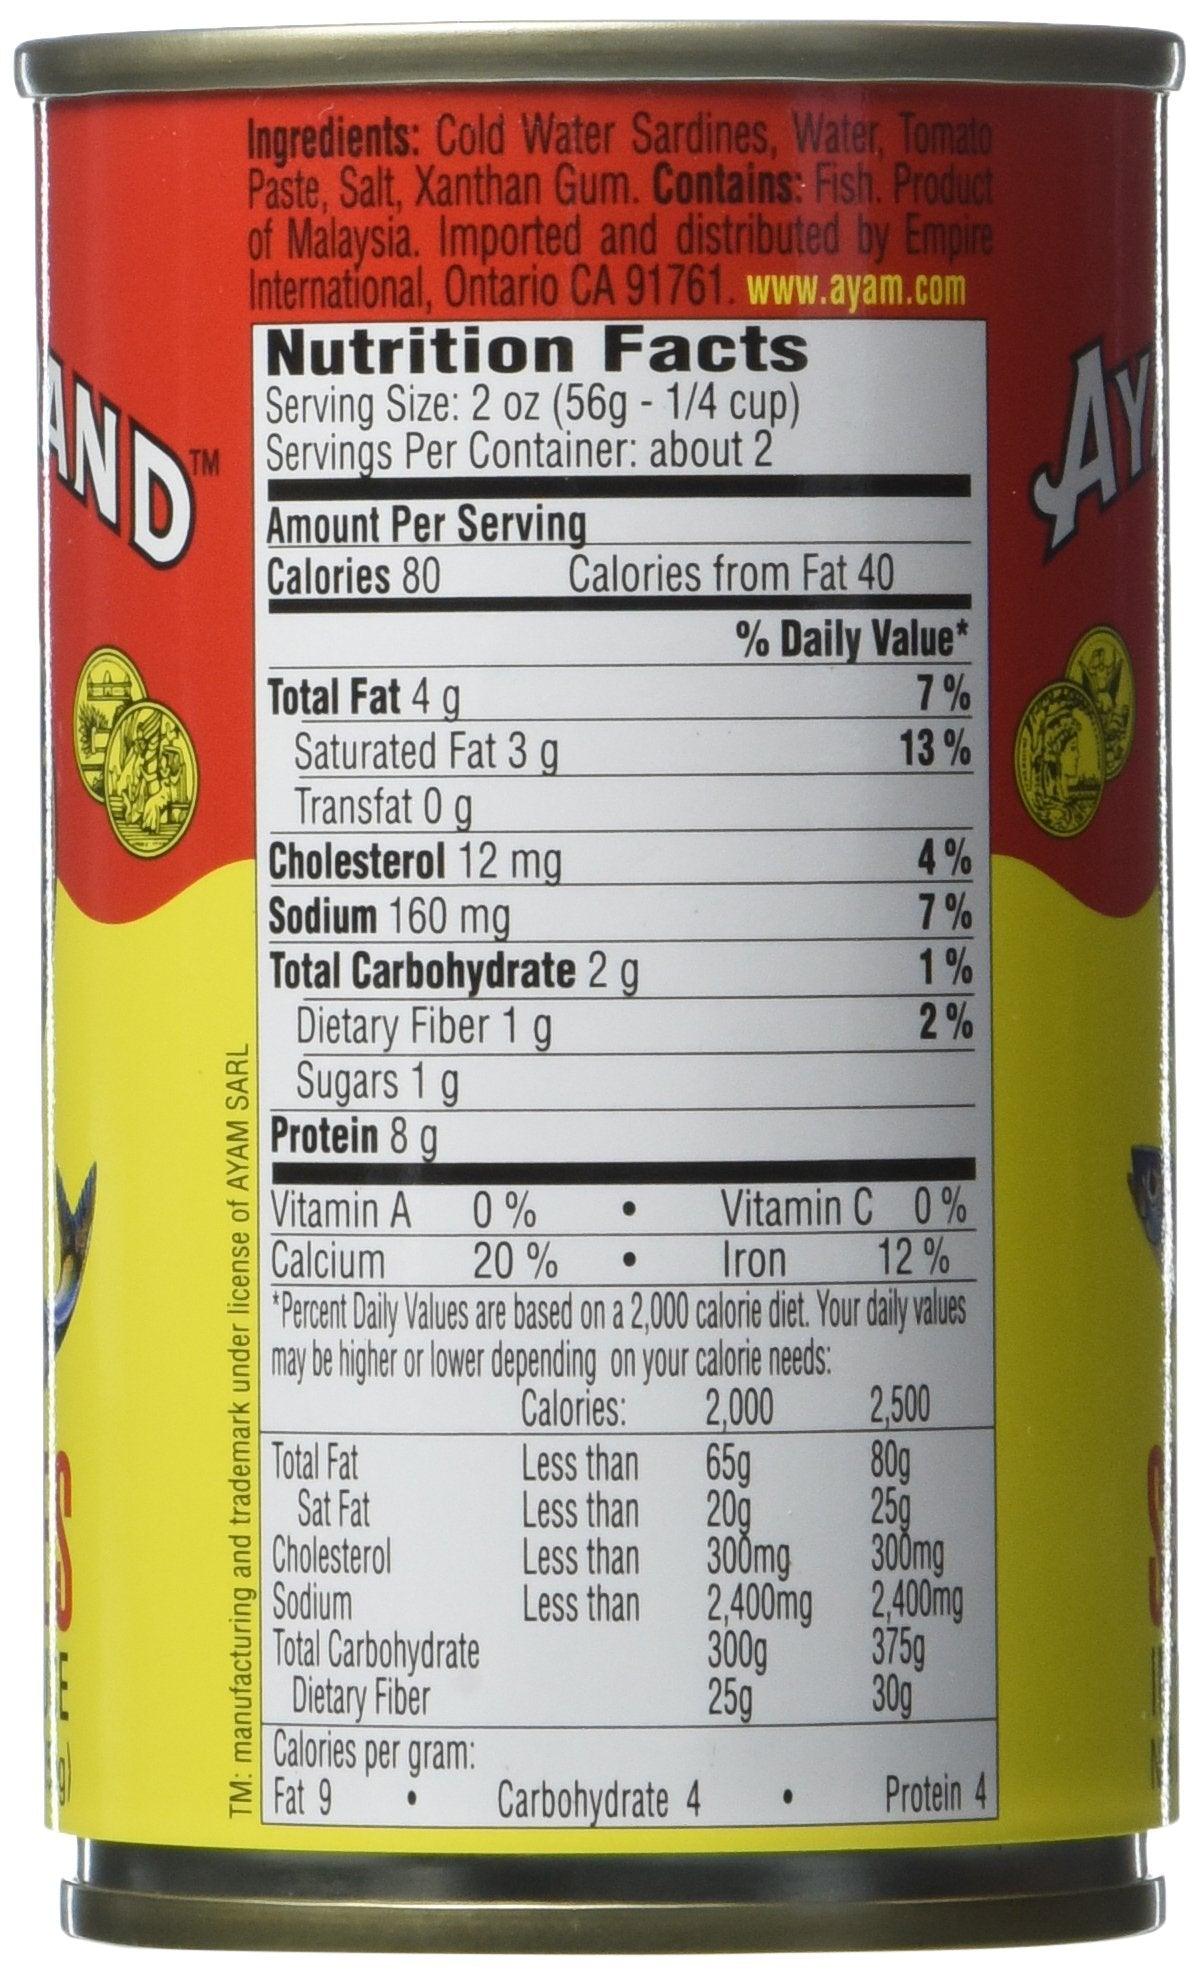 Ingredients: Cold Water Sardines, Water, Tomato
Paste, Salt, Xanthan Gum. Contains: Fish. Product
of Malaysia. Imported and distributed by Empire
International, Ontario CA 91761. www.ayam.com
AND™
AY
Nutrition Facts
Serving Size: 2 oz (56g - 1/4 cup)
Servings Per Container: about 2
Amount Per Serving
Calories 80 Calories from Fat 40
% Daily Value*
Total Fat 4 g 7 %
Saturated Fat 3 g 13 %
Transfat 0 g
Cholesterol 12 mg 4 %
Sodium 160 mg 7 %
Total Carbohydrate 2 g 1 %
Dietary Fiber 1 g 2 %
Sugars 1 g
Protein 8 g
Vitamin A 0 % • Vitamin C 0 %
Calcium 20 % • Iron 12 %
*Percent Daily Values are based on a 2,000 calorie diet. Your daily values
may be higher or lower depending on your calorie needs:
Calories: 2,000 2,500
Total Fat Less than 65g 80g
Sat Fat Less than 20g 25g
Cholesterol Less than 300mg 300mg
Sodium Less than 2,400mg 2,400mg
Total Carbohydrate 300g 375g
Dietary Fiber 25g 30g
Calories per gram:
Fat 9 • Carbohydrate 4 • Protein 4
TM: manufacturing and trademark under license of AYAM SARL